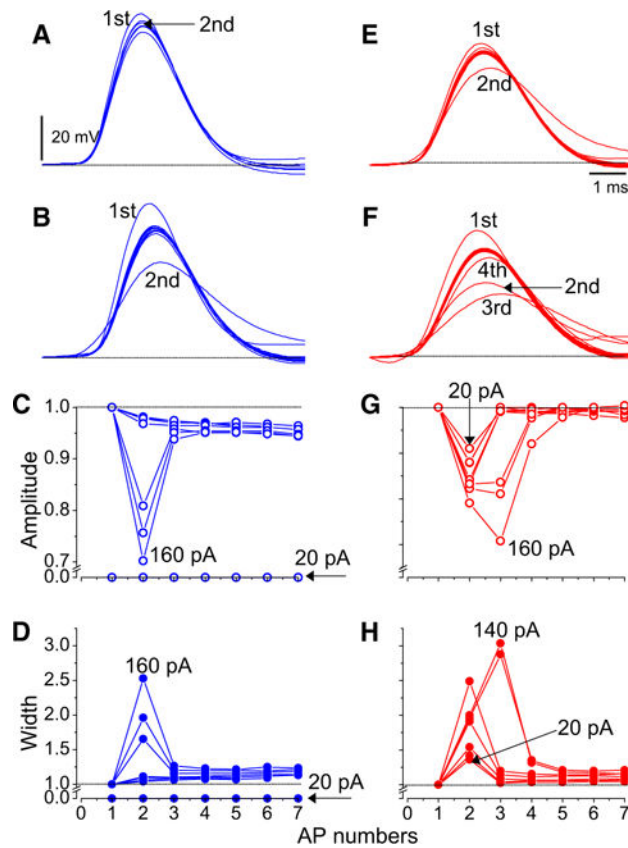 A
1st
2nd
20 mV
E
1st
2nd
1 ms
B
1st
2nd
F
1st
4th
2nd
3rd
C
1.0
0.9
0.8
0.7
0.0
Amplitude
160 pA
20 pA
G
20 pA
160 pA
D
3.0
2.5
2.0
1.5
1.0
0.0
Width
160 pA
20 pA
0 1 2 3 4 5 6 7
H
140 pA
20 pA
0 1 2 3 4 5 6 7
AP numbers